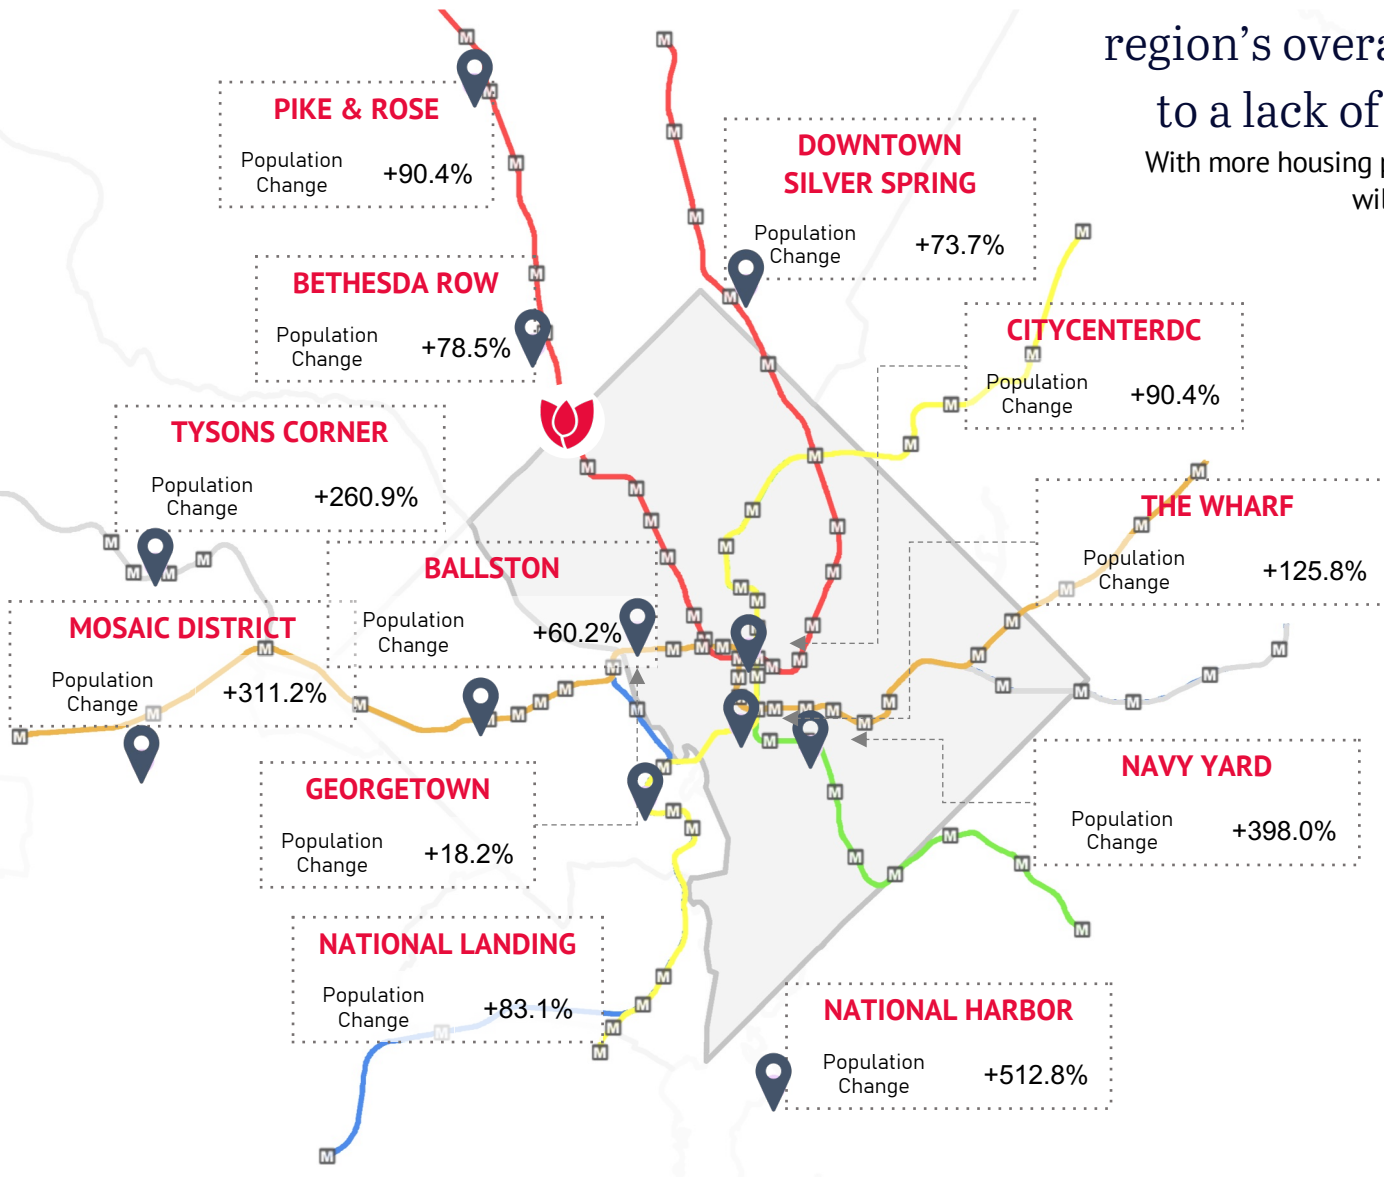 region's overa
to a lack of
With more housing p
wil
PIKE & ROSE
Population
Change
+90.4%
DOWNTOWN
SILVER SPRING
Population
Change
+73.7%
BETHESDA ROW
Population
Change
+78.5%
CITYCENTERDC
Population
Change
+90.4%
TYSONS CORNER
Population
Change
+260.9%
THE WHARF
Population
Change
+125.8%
BALLSTON
Population
Change
+60.2%
MOSAIC DISTRICT
Population
Change
+311.2%
NAVY YARD
Population
Change
+398.0%
GEORGETOWN
Population
Change
+18.2%
NATIONAL LANDING
Population
Change
+83.1%
NATIONAL HARBOR
Population
Change
+512.8%